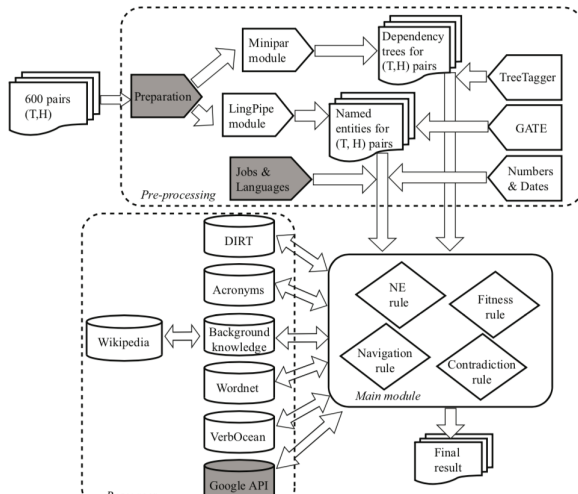 Minipar
module
Dependency
trees for
(T,H) pairs
TreeTagger
600 pairs
(T,H)
Preparation
LingPipe
module
Named
entities for
(T, H) pairs
GATE
Jobs &
Languages
Numbers
& Dates
Pre-processing
DIRT
Acronyms
Wikipedia
Background
knowledge
Wordnet
VerbOcean
Google API
NE
rule
Fitness
rule
Navigation
rule
Contradiction
rule
Main module
Final
result